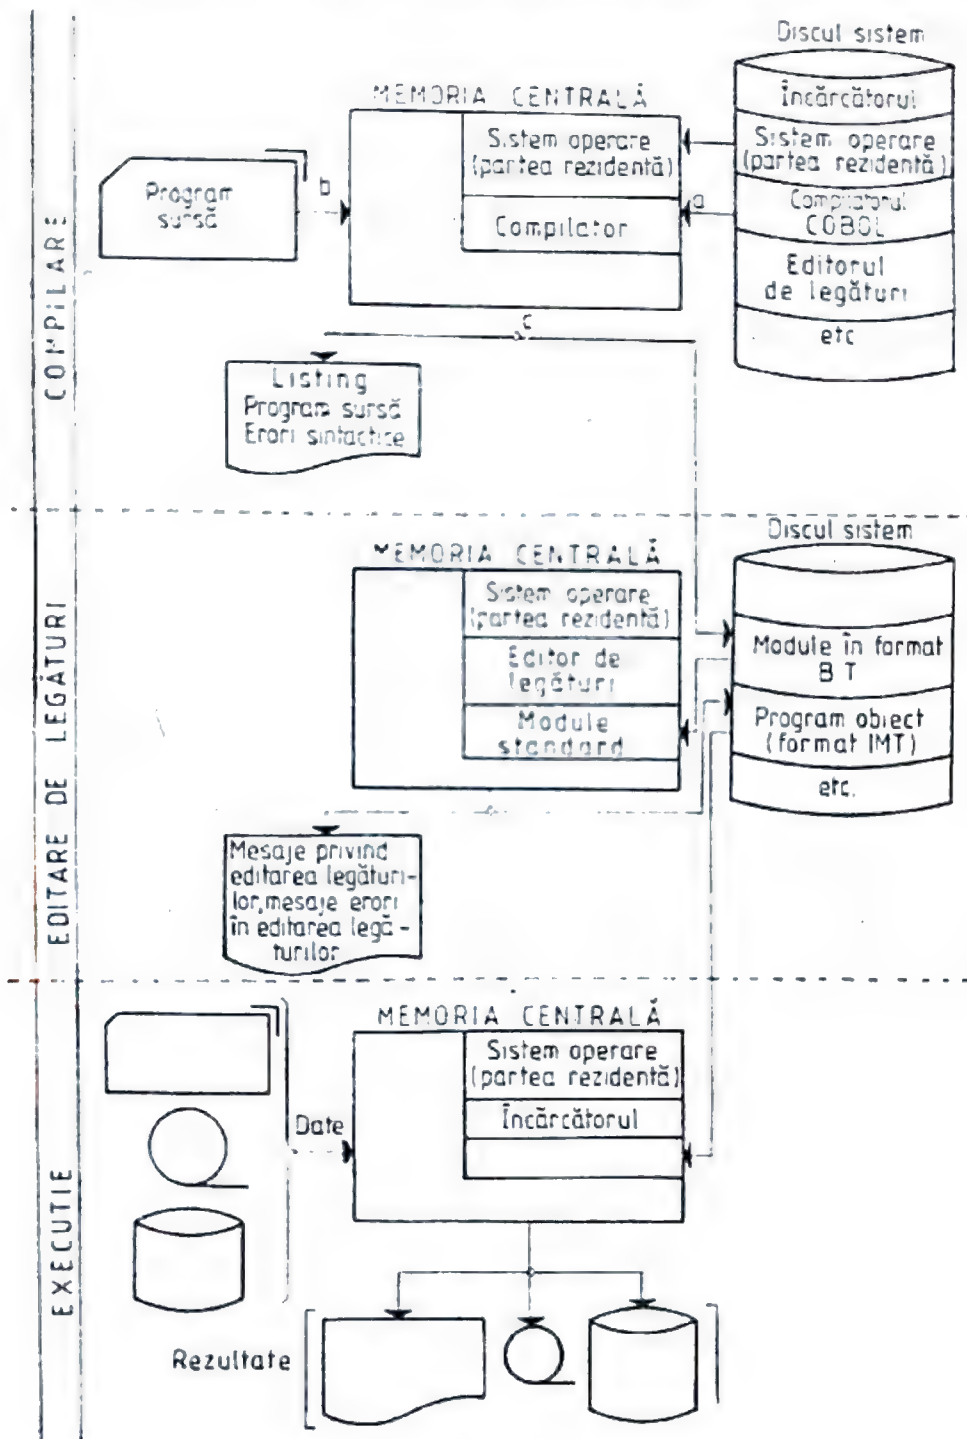 COMPILARE
Discul sistem
Încărcătorul
Sistem operare
(partea rezidentă)
Compilatorul
COBOL
Editorul
de legături
etc
MEMORIA CENTRALĂ
Sistem operare
(partea rezidentă)
Compilator
Program
sursă
b
a
c
Listing
Program sursă
Erori sintactice
EDITARE DE LEGĂTURI
MEMORIA CENTRALĂ
Sistem operare
(partea rezidentă)
Editor de
legături
Module
standard
Discul sistem
Module în format
BT
Program obiect
(format IMT)
etc.
Mesaje privind
editarea legături-
lor, mesaje erori
în editarea legă-
turilor
EXECUTIE
MEMORIA CENTRALĂ
Sistem operare
(partea rezidentă)
Încărcătorul
Date
Rezultate